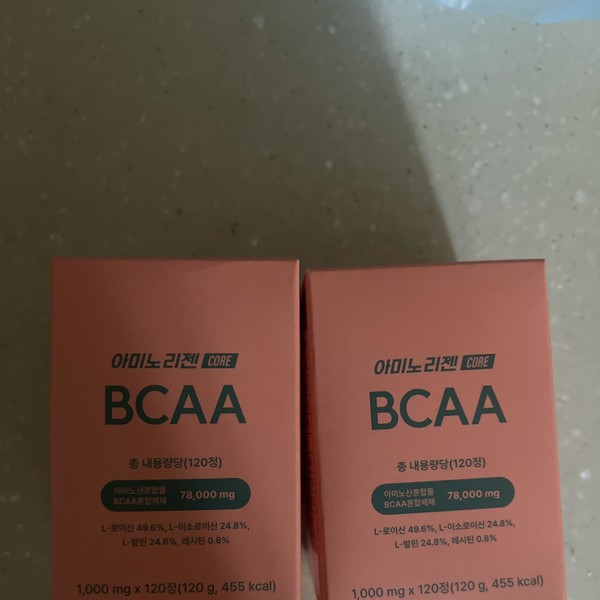 아미노리젠 CORE
BCAA
총 내용량당(120정)
아미노산혼합물
BCAA혼합제제
78,000 mg
L-로이신 49.6%, L-이소로이신 24.8%,
L-발린 24.8%, 레시틴 0.8%
1,000 mg x 120정(120 g, 455 kcal)
아미노리젠 CORE
BCAA
총 내용량당(120정)
아미노산혼합물
BCAA혼합제제
78,000 mg
L-로이신 49.6%, L-이소로이신 24.8%,
L-발린 24.8%, 레시틴 0.8%
1,000 mg x 120정(120 g, 455 kcal)